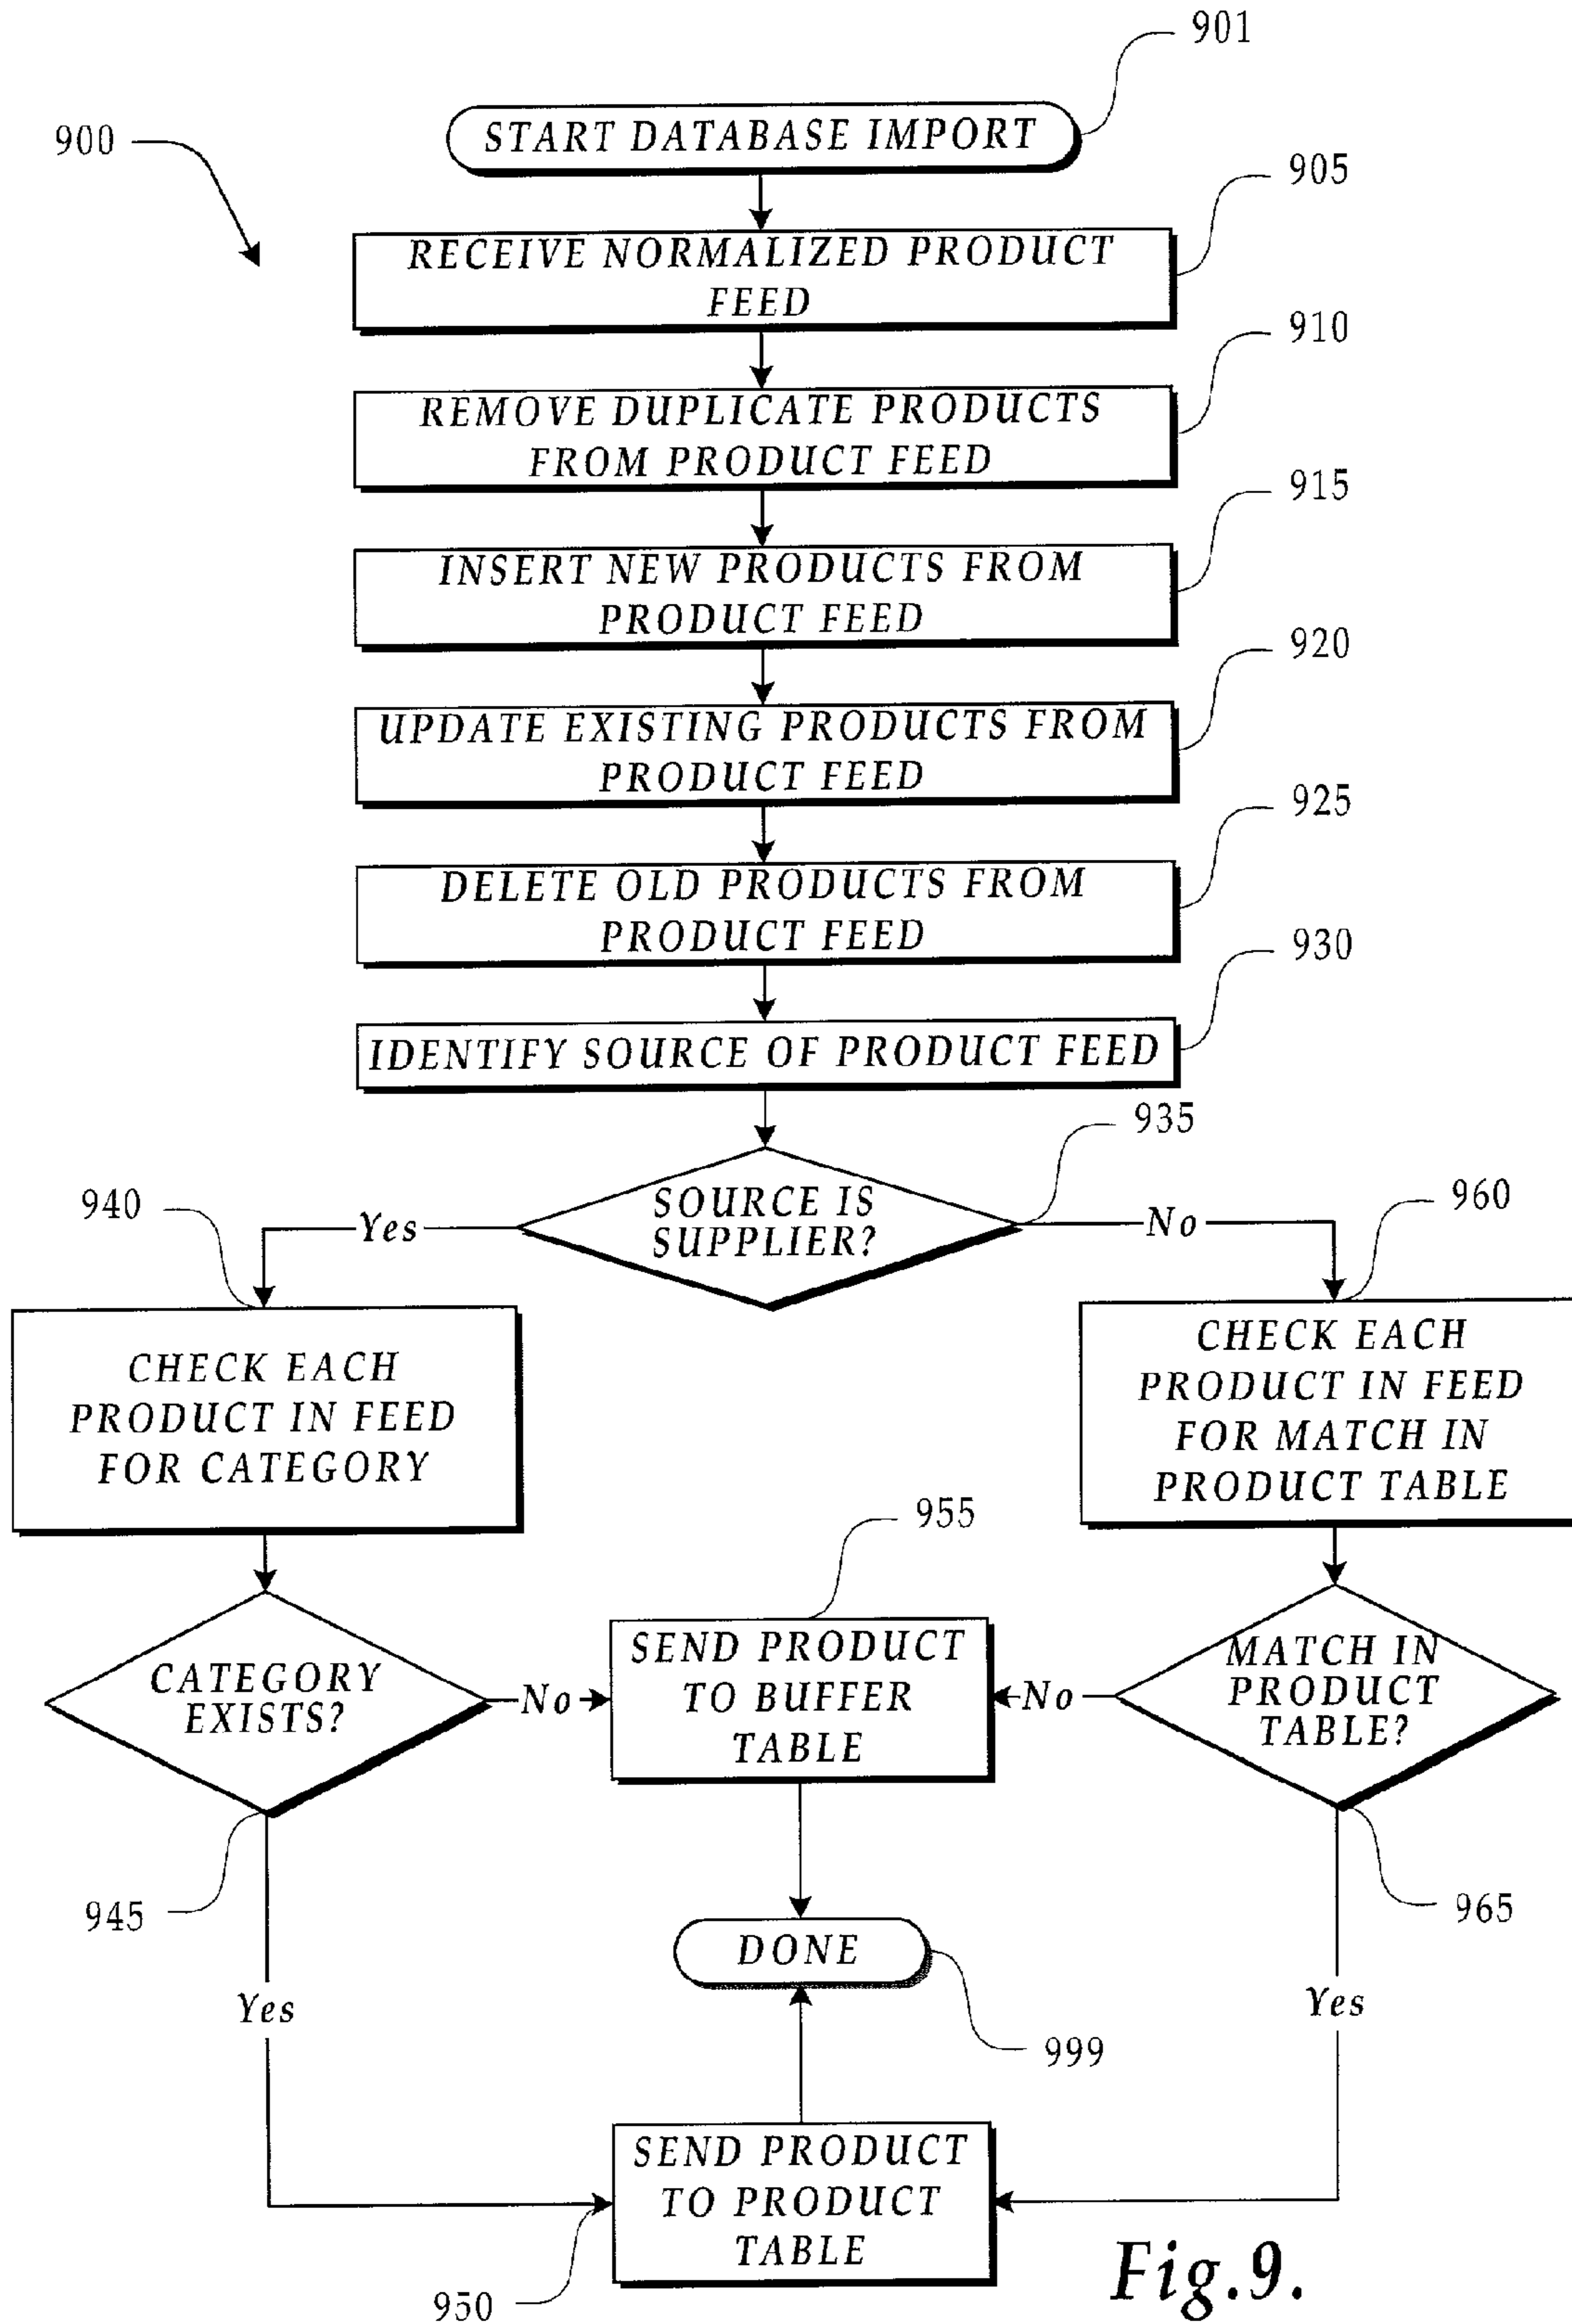 901
START DATABASE IMPORT
900
905
RECEIVE NORMALIZED PRODUCT
FEED
910
REMOVE DUPLICATE PRODUCTS
FROM PRODUCT FEED
915
INSERT NEW PRODUCTS FROM
PRODUCT FEED
920
UPDATE EXISTING PRODUCTS FROM
PRODUCT FEED
925
DELETE OLD PRODUCTS FROM
PRODUCT FEED
930
IDENTIFY SOURCE OF PRODUCT FEED
935
SOURCE IS
SUPPLIER?
940
Yes
No
960
CHECK EACH
PRODUCT IN FEED
FOR CATEGORY
CHECK EACH
PRODUCT IN FEED
FOR MATCH IN
PRODUCT TABLE
955
CATEGORY
EXISTS?
No
SEND PRODUCT
TO BUFFER
TABLE
No
MATCH IN
PRODUCT
TABLE?
945
965
DONE
Yes
Yes
999
SEND PRODUCT
TO PRODUCT
TABLE
950
Fig.9.